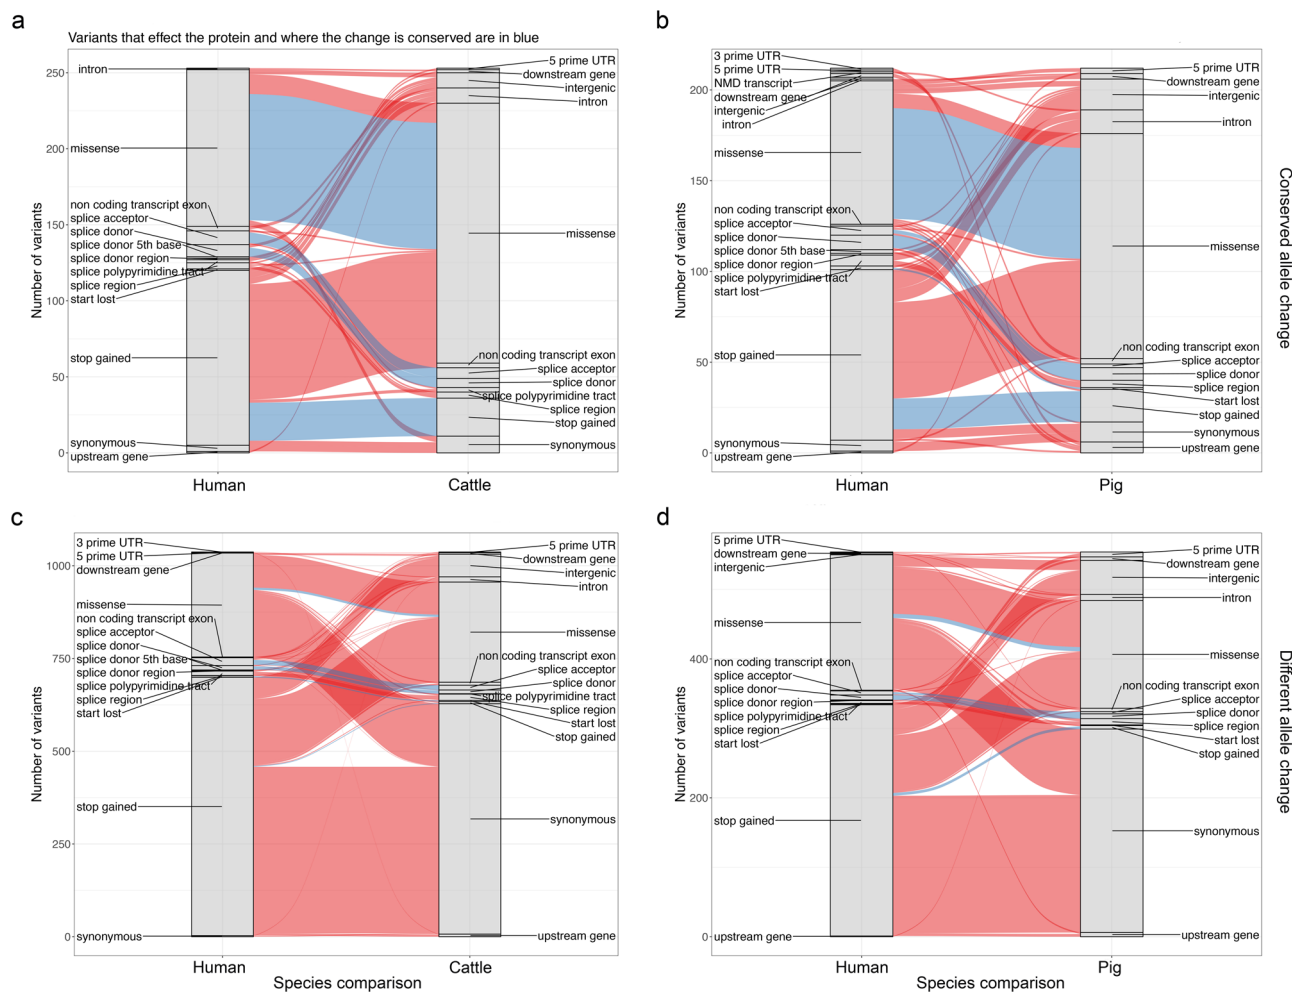 a
Variants that effect the protein and where the change is conserved are in blue
Number of variants
250
200
150
100
50
0
intron
missense
non coding transcript exon
splice acceptor
splice donor
splice donor 5th base
splice donor region
splice polypyrimidine tract
splice region
start lost
stop gained
synonymous
upstream gene
5 prime UTR
downstream gene
intergenic
intron
missense
non coding transcript exon
splice acceptor
splice donor
splice polypyrimidine tract
splice region
stop gained
synonymous
Human
Cattle
b
Number of variants
200
150
100
50
0
3 prime UTR
5 prime UTR
NMD transcript
downstream gene
intergenic
intron
missense
non coding transcript exon
splice acceptor
splice donor
splice donor 5th base
splice donor region
splice polypyrimidine tract
splice region
start lost
stop gained
synonymous
upstream gene
5 prime UTR
downstream gene
intergenic
intron
missense
non coding transcript exon
splice acceptor
splice donor
splice region
start lost
stop gained
synonymous
upstream gene
Human
Pig
Conserved allele change
c
Number of variants
1000
750
500
250
0
3 prime UTR
5 prime UTR
downstream gene
missense
non coding transcript exon
splice acceptor
splice donor
splice donor 5th base
splice donor region
splice polypyrimidine tract
splice region
start lost
stop gained
synonymous
5 prime UTR
downstream gene
intergenic
intron
missense
non coding transcript exon
splice acceptor
splice donor
splice polypyrimidine tract
splice region
start lost
stop gained
synonymous
upstream gene
Human
Cattle
Species comparison
d
Number of variants
400
200
0
5 prime UTR
downstream gene
intergenic
missense
non coding transcript exon
splice acceptor
splice donor
splice donor region
splice polypyrimidine tract
splice region
start lost
stop gained
upstream gene
5 prime UTR
downstream gene
intergenic
intron
missense
non coding transcript exon
splice acceptor
splice donor
splice region
start lost
stop gained
synonymous
upstream gene
Human
Pig
Species comparison
Different allele change